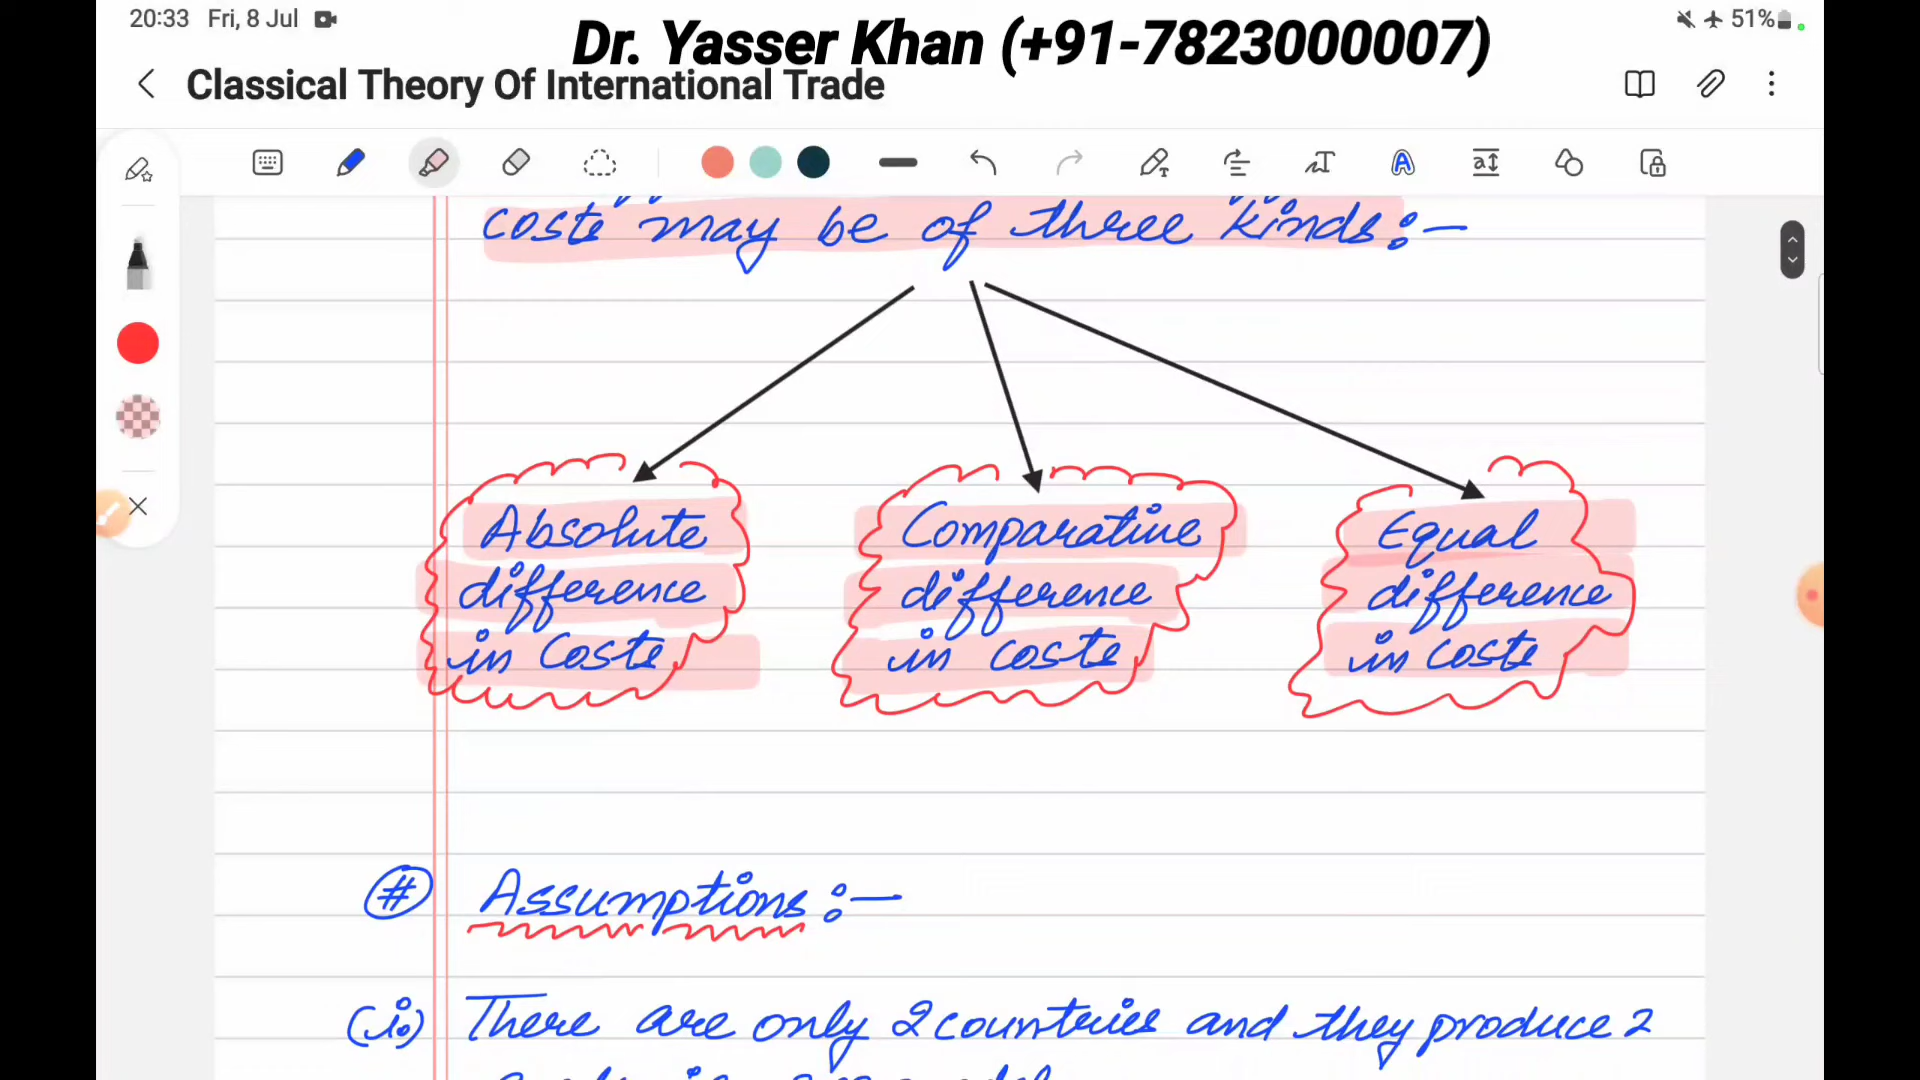 20:33 Fri, 8 Jul
51%
Dr. Yasser Khan (+91-7823000007)
Classical Theory Of International Trade
costs may be of three kinds:-
Absolute
difference
in Costs
Comparative
difference
in costs
Equal
difference
in costs
# Assumptions:-
(i) There are only 2 countries and they produce 2